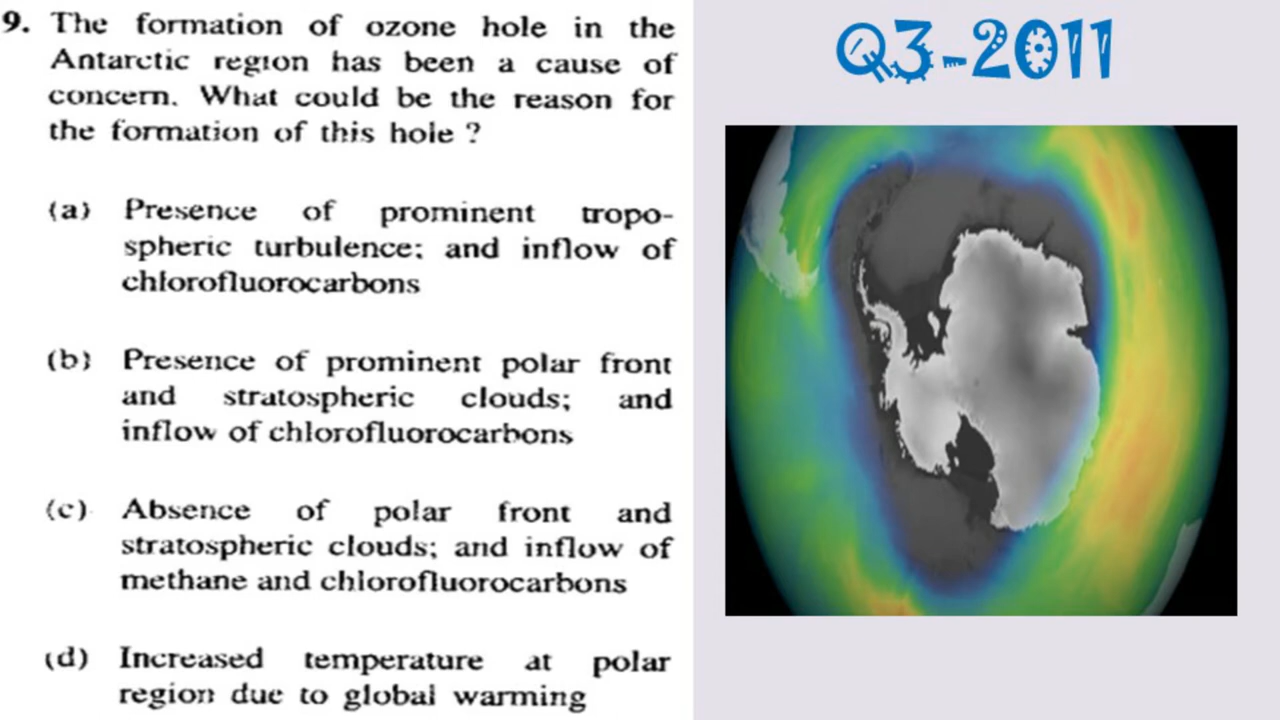 9. The formation of ozone hole in the
Antarctic region has been a cause of
concern. What could be the reason for
the formation of this hole ?
(a) Presence of prominent tropo-
spheric turbulence; and inflow of
chlorofluorocarbons
(b) Presence of prominent polar front
and stratospheric clouds; and
inflow of chlorofluorocarbons
(c) Absence of polar front and
stratospheric clouds; and inflow of
methane and chlorofluorocarbons
(d) Increased temperature at polar
region due to global warming
Q3-2011